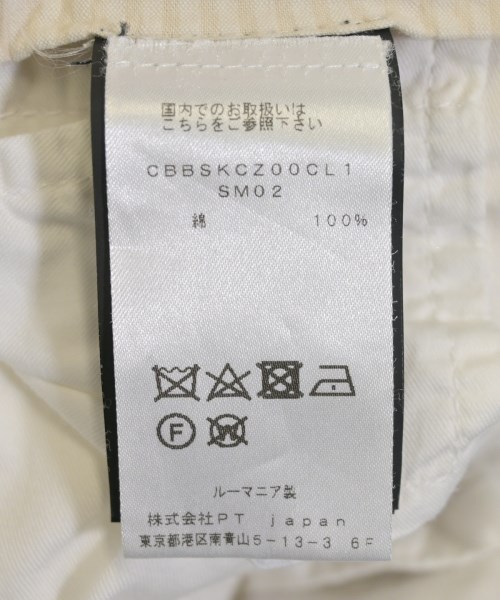 国内でのお取扱いは
こちらをご参照下さい
CBBSKCZ00CL1
SM02
綿 100%
F
W
ルーマニア製
株式会社PT japan
東京都港区南青山5-13-3 6F